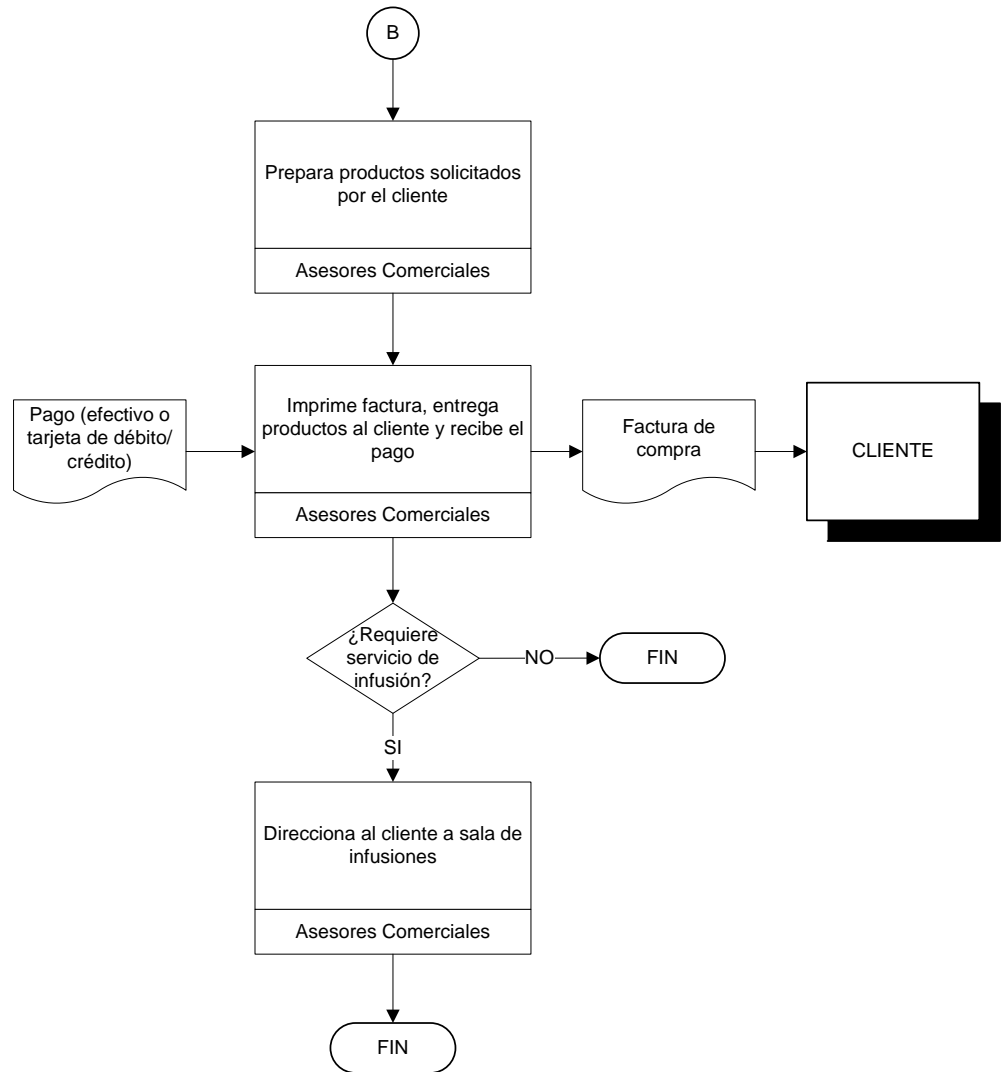 B
Prepara productos solicitados
por el cliente
Asesores Comerciales
Pago (efectivo o
tarjeta de débito/
crédito)
Imprime factura, entrega
productos al cliente y recibe el
pago
Asesores Comerciales
Factura de
compra
CLIENTE
¿Requiere
servicio de
infusión?
NO
FIN
SI
Direcciona al cliente a sala de
infusiones
Asesores Comerciales
FIN